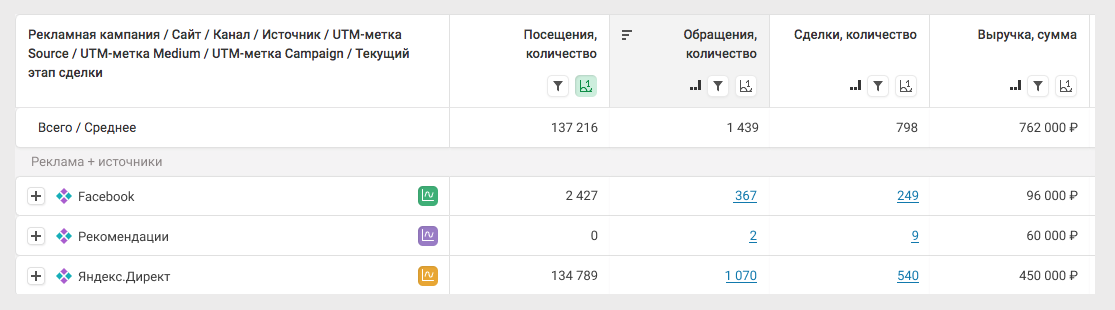 Рекламная кампания / Сайт / Канал / Источник / UTM-метка
Source / UTM-метка Medium / UTM-метка Campaign / Текущий
этап сделки
Посещения,
количество
Обращения,
количество
Сделки, количество
Выручка, сумма
Всего / Среднее 137 216 1 439 798 762 000 ₽
Реклама + источники
Facebook 2 427 367 249 96 000 ₽
Рекомендации 0 2 9 60 000 ₽
Яндекс.Директ 134 789 1 070 540 450 000 ₽